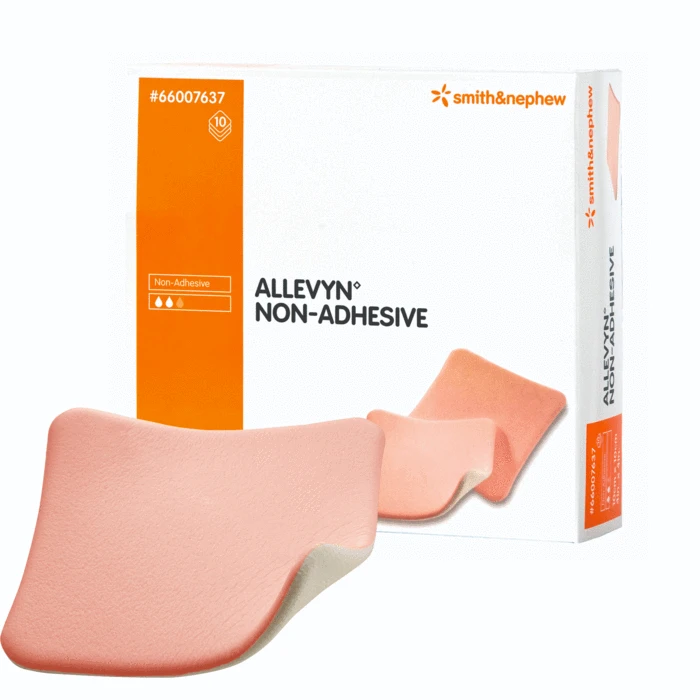 #66007637
10
smith&nephew
Non-Adhesive
ALLEVYN◊
NON-ADHESIVE
smith&nephew
ALLEVYN
NON-ADHESIVE
#66007637